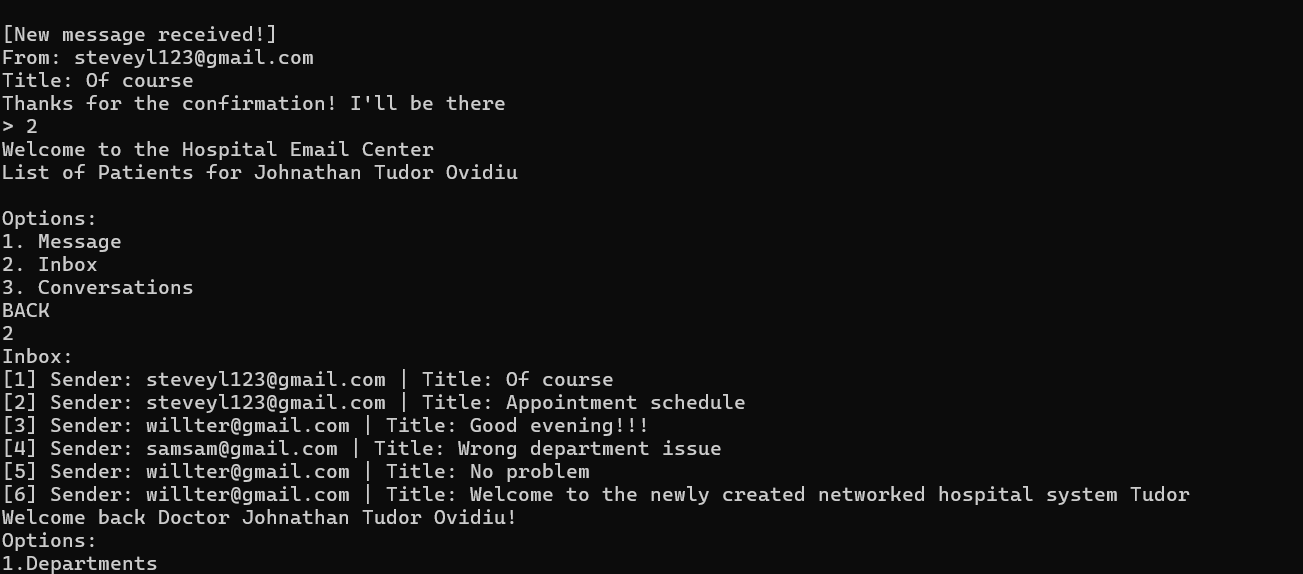 [New message received!]
From: steveyl123@gmail.com
Title: Of course
Thanks for the confirmation! I'll be there
> 2
Welcome to the Hospital Email Center
List of Patients for Johnathan Tudor Ovidiu
Options:
1. Message
2. Inbox
3. Conversations
BACK
2
Inbox:
[1] Sender: steveyl123@gmail.com | Title: Of course
[2] Sender: steveyl123@gmail.com | Title: Appointment schedule
[3] Sender: willter@gmail.com | Title: Good evening!!!
[4] Sender: samsam@gmail.com | Title: Wrong department issue
[5] Sender: willter@gmail.com | Title: No problem
[6] Sender: willter@gmail.com | Title: Welcome to the newly created networked hospital system Tudor
Welcome back Doctor Johnathan Tudor Ovidiu!
Options:
1.Departments